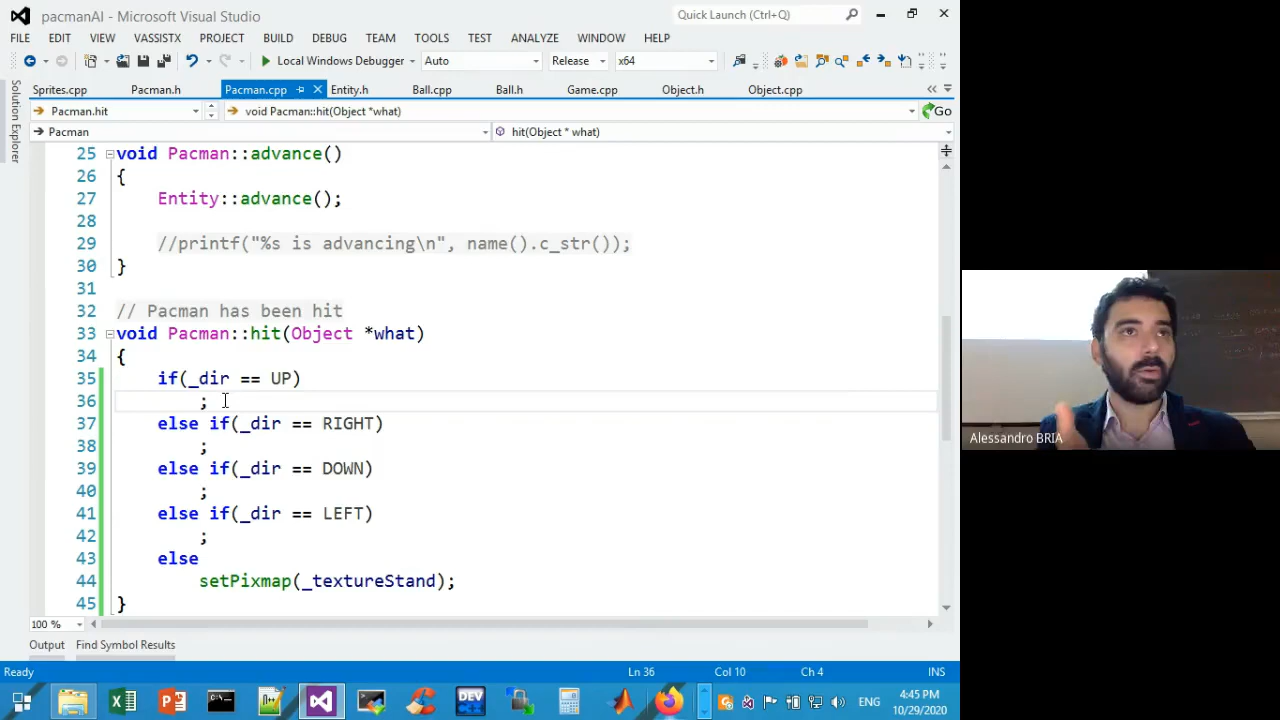 pacmanAI - Microsoft Visual Studio
Quick Launch (Ctrl+Q)
FILE EDIT VIEW VASSISTX PROJECT BUILD DEBUG TEAM TOOLS TEST ANALYZE WINDOW HELP
Local Windows Debugger Auto Release x64
Solution Explorer
Sprites.cpp Pacman.h Pacman.cpp Entity.h Ball.cpp Ball.h Game.cpp Object.h Object.cpp
Pacman.hit void Pacman::hit(Object *what) Go
Pacman hit(Object * what)
25 void Pacman::advance()
26 {
27 Entity::advance();
28
29 //printf("%s is advancing\n", name().c_str());
30 }
31
32 // Pacman has been hit
33 void Pacman::hit(Object *what)
34 {
35 if(_dir == UP)
36 ;
37 else if(_dir == RIGHT)
38 ;
39 else if(_dir == DOWN)
40 ;
41 else if(_dir == LEFT)
42 ;
43 else
44 setPixmap(_textureStand);
45 }
100 %
Output Find Symbol Results
Ready Ln 36 Col 10 Ch 4 INS
DEV
ENG
4:45 PM
10/29/2020
Alessandro BRIA